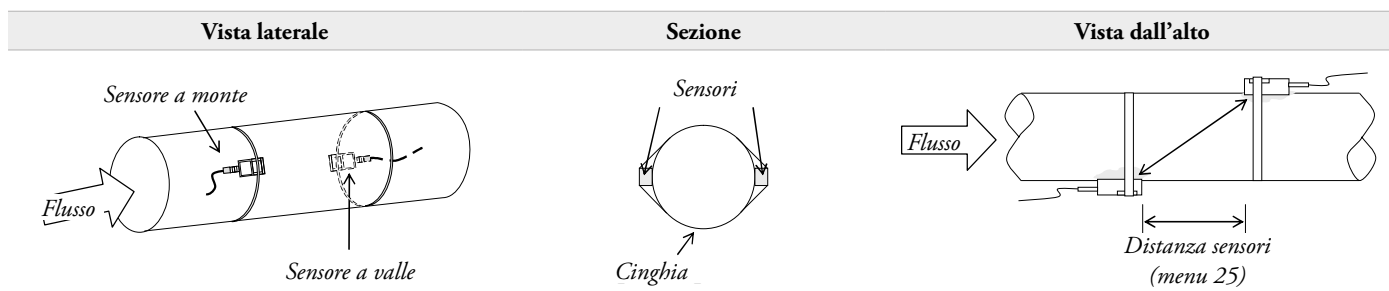 Vista laterale
Sezione
Vista dall'alto
Sensore a monte
Flusso
Sensore a valle
Sensori
Cinghia
Flusso
Distanza sensori
(menu 25)